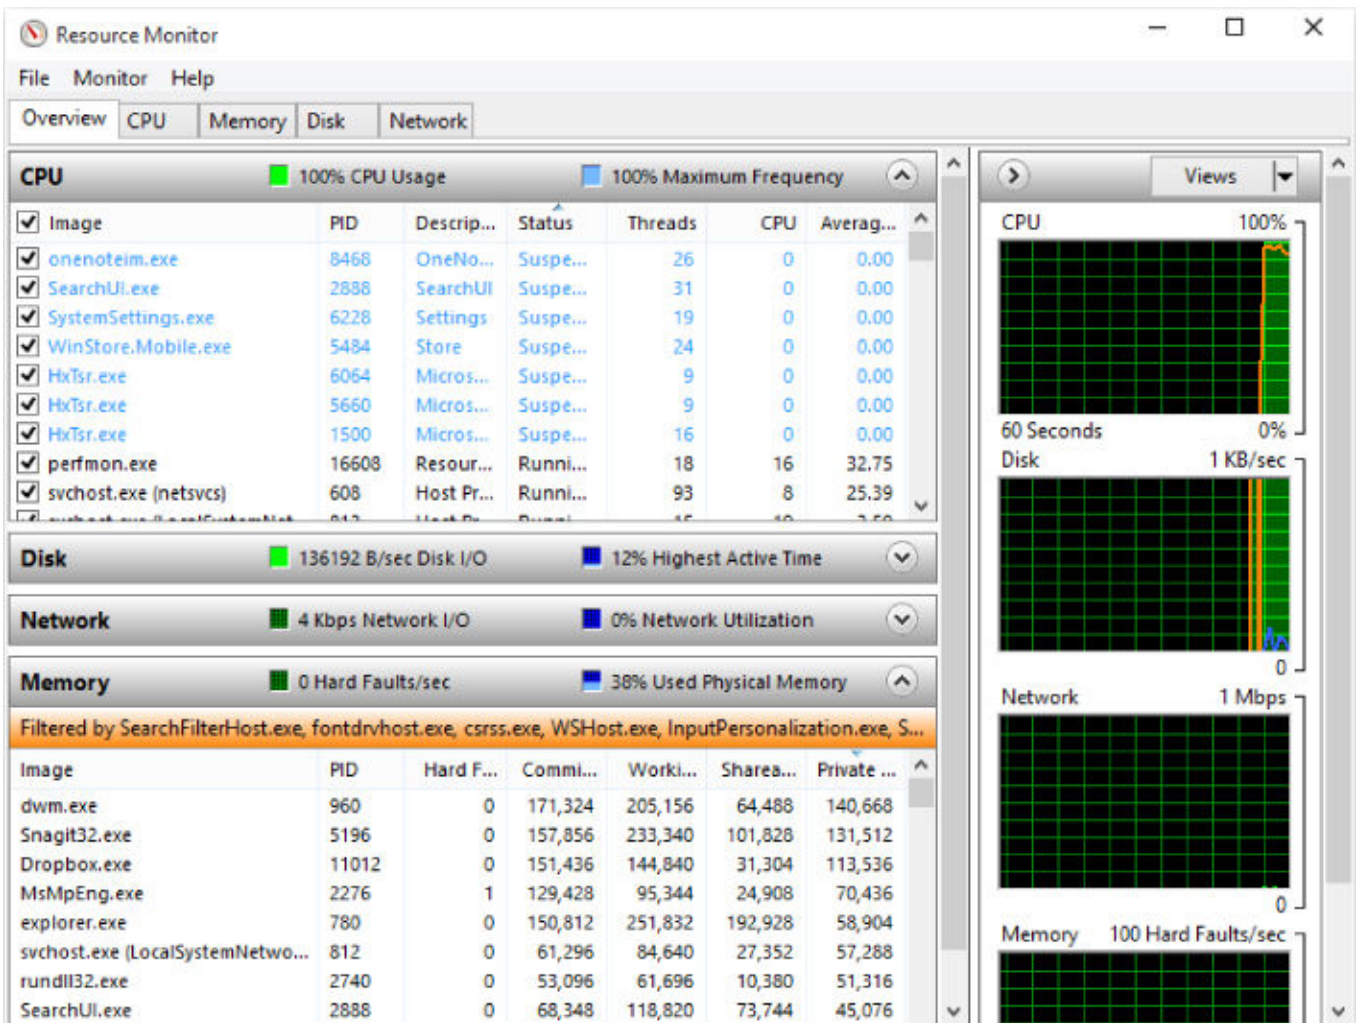 Resource Monitor
File Monitor Help
Overview CPU Memory Disk Network
CPU 100% CPU Usage 100% Maximum Frequency
Image PID Descrip... Status Threads CPU Averag...
onenoteim.exe 8468 OneNo... Suspe... 26 0 0.00
SearchUI.exe 2888 SearchUI Suspe... 31 0 0.00
SystemSettings.exe 6228 Settings Suspe... 19 0 0.00
WinStore.Mobile.exe 5484 Store Suspe... 24 0 0.00
HxTsr.exe 6064 Micros... Suspe... 9 0 0.00
HxTsr.exe 5660 Micros... Suspe... 9 0 0.00
HxTsr.exe 1500 Micros... Suspe... 16 0 0.00
perfmon.exe 16608 Resour... Runni... 18 16 32.75
svchost.exe (netsvcs) 608 Host Pr... Runni... 93 8 25.39
Disk 136192 B/sec Disk I/O 12% Highest Active Time
Network 4 Kbps Network I/O 0% Network Utilization
Memory 0 Hard Faults/sec 38% Used Physical Memory
Filtered by SearchFilterHost.exe, fontdrvhost.exe, csrss.exe, WSHost.exe, InputPersonalization.exe, S...
Image PID Hard F... Commi... Worki... Sharea... Private ...
dwm.exe 960 0 171,324 205,156 64,488 140,668
Snagit32.exe 5196 0 157,856 233,340 101,828 131,512
Dropbox.exe 11012 0 151,436 144,840 31,304 113,536
MsMpEng.exe 2276 1 129,428 95,344 24,908 70,436
explorer.exe 780 0 150,812 251,832 192,928 58,904
svchost.exe (LocalSystemNetwo... 812 0 61,296 84,640 27,352 57,288
rundll32.exe 2740 0 53,096 61,696 10,380 51,316
SearchUI.exe 2888 0 68,348 118,820 73,744 45,076
Views
CPU 100%
60 Seconds 0%
Disk 1 KB/sec
0
Network 1 Mbps
0
Memory 100 Hard Faults/sec